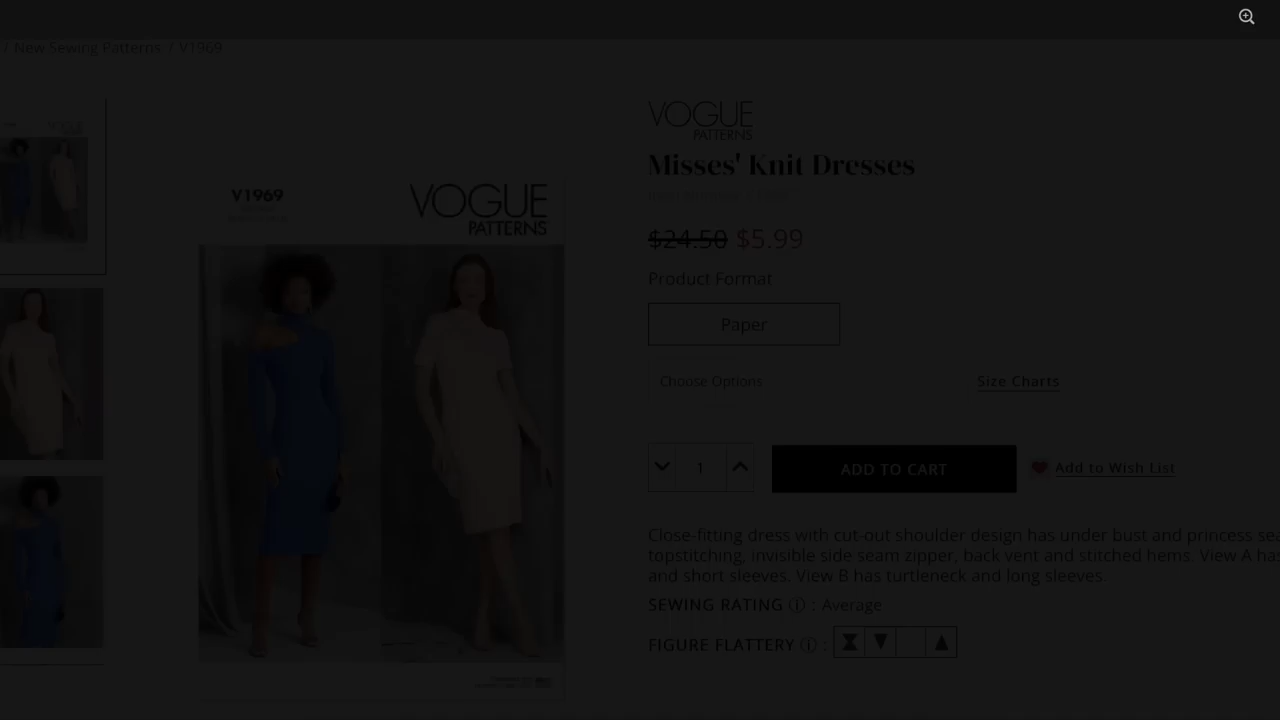 / New Sewing Patterns / V1969
VOGUE
PATTERNS
Misses' Knit Dresses
$24.50 $5.99
Product Format
Paper
Choose Options
Size Charts
1
ADD TO CART
Add to Wish List
Close-fitting dress with cut-out shoulder design has under bust and princess
topstitching, invisible side seam zipper, back vent and stitched hems. View A
and short sleeves. View B has turtleneck and long sleeves.
SEWING RATING ⓘ : Average
FIGURE FLATTERY ⓘ :
V1969
VOGUE
PATTERNS